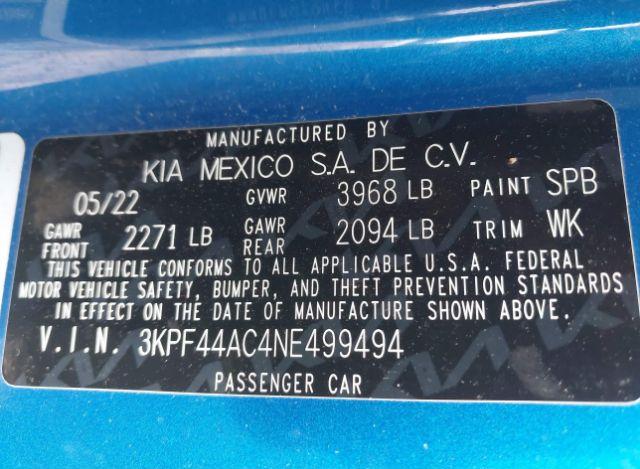 MANUFACTURED BY
KIA MEXICO S.A. DE C.V.
05/22 GVWR 3968 LB PAINT SPB
GAWR FRONT 2271 LB GAWR REAR 2094 LB TRIM WK
THIS VEHICLE CONFORMS TO ALL APPLICABLE U.S.A. FEDERAL
MOTOR VEHICLE SAFETY, BUMPER, AND THEFT PREVENTION STANDARDS
IN EFFECT ON THE DATE OF MANUFACTURE SHOWN ABOVE.
V.I.N. 3KPF44AC4NE499494
PASSENGER CAR